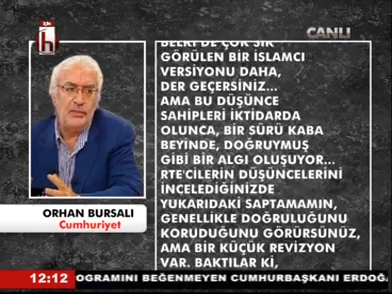 için
h
CANLI
BELKİ DE ÇOK SIK
GÖRÜLEN BİR İSLAMCI
VERSİYONU DAHA,
DER GEÇERSİNİZ...
AMA BU DÜŞÜNCE
SAHİPLERİ İKTİDARDA
OLUNCA, BİR SÜRÜ KABA
BEYİNDE, DOĞRUYMUŞ
GİBİ BİR ALGI OLUŞUYOR...
RTE'CİLERİN DÜŞÜNCELERİNİ
İNCELEDİĞİNİZDE
YUKARIDAKİ SAPTAMAMIN,
GENELLİKLE DOĞRULUĞUNU
KORUDUĞUNU GÖRÜRSÜNÜZ,
AMA BİR KÜÇÜK REVİZYON
VAR. BAKTILAR Kİ,
ORHAN BURSALI
Cumhuriyet
12:12 OGRAMINI BEĞENMEYEN CUMHURBAŞKANI ERDOĞA